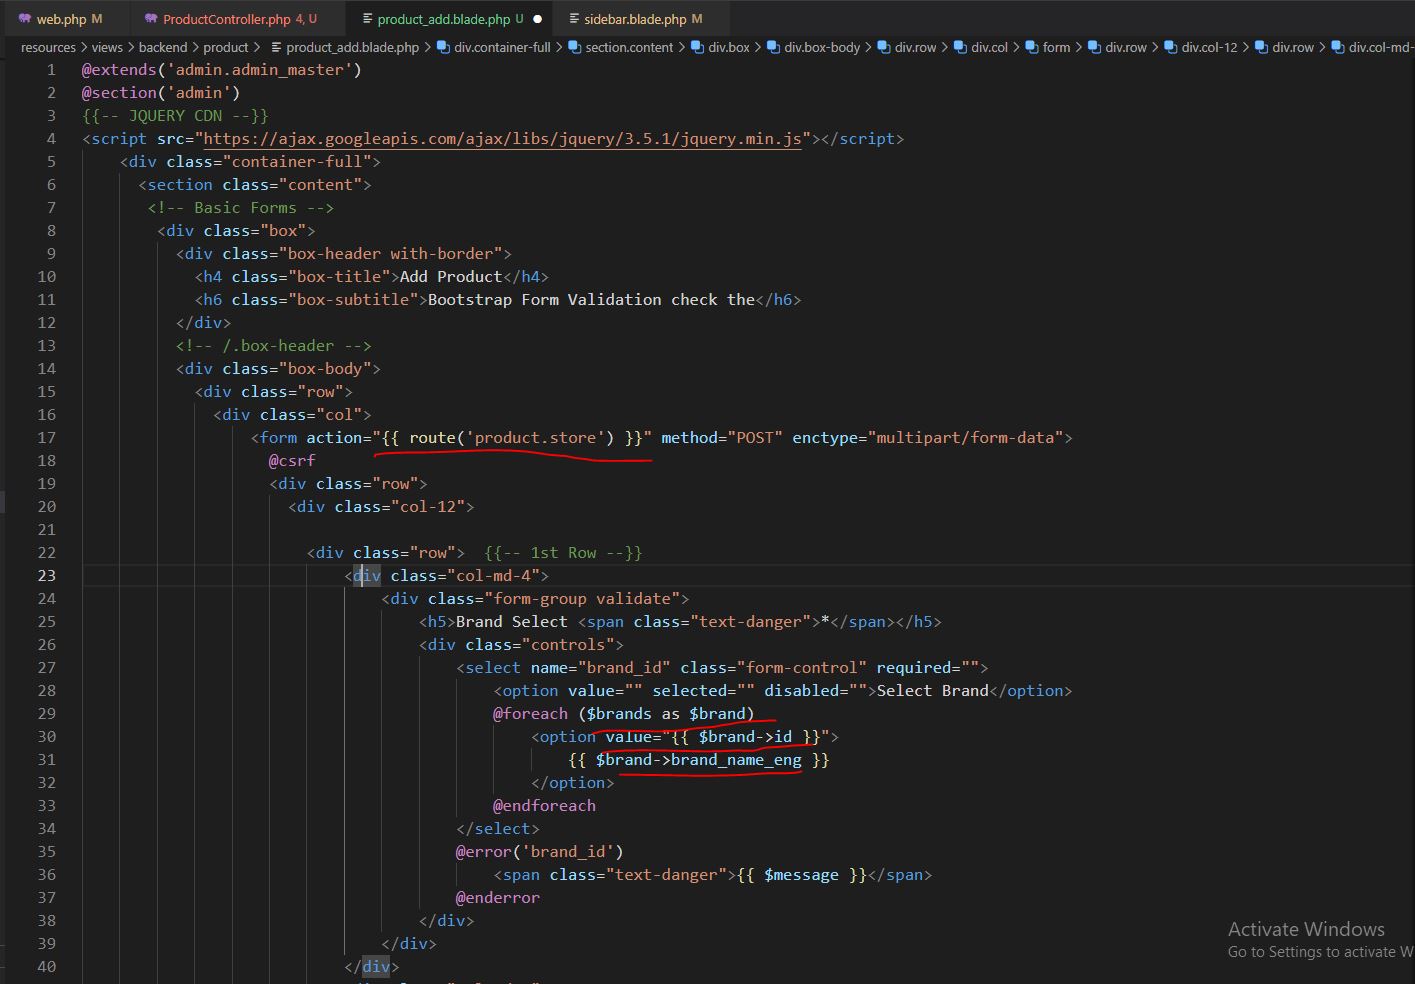 web.php M ProductController.php 4, U product_add.blade.php U sidebar.blade.php M
resources > views > backend > product > product_add.blade.php > div.container-full > section.content > div.box > div.box-body > div.row > div.col > form > div.row > div.col-12 > div.row > div.col-md-
1 @extends('admin.admin_master')
2 @section('admin')
3 {{-- JQUERY CDN --}}
4 <script src="https://ajax.googleapis.com/ajax/libs/jquery/3.5.1/jquery.min.js"></script>
5 <div class="container-full">
6 <section class="content">
7 <!-- Basic Forms -->
8 <div class="box">
9 <div class="box-header with-border">
10 <h4 class="box-title">Add Product</h4>
11 <h6 class="box-subtitle">Bootstrap Form Validation check the</h6>
12 </div>
13 <!-- /.box-header -->
14 <div class="box-body">
15 <div class="row">
16 <div class="col">
17 <form action="{{ route('product.store') }}" method="POST" enctype="multipart/form-data">
18 @csrf
19 <div class="row">
20 <div class="col-12">
21
22 <div class="row"> {{-- 1st Row --}}
23 <div class="col-md-4">
24 <div class="form-group validate">
25 <h5>Brand Select <span class="text-danger">*</span></h5>
26 <div class="controls">
27 <select name="brand_id" class="form-control" required="">
28 <option value="" selected="" disabled="">Select Brand</option>
29 @foreach ($brands as $brand)
30 <option value="{{ $brand->id }}">
31 {{ $brand->brand_name_eng }}
32 </option>
33 @endforeach
34 </select>
35 @error('brand_id')
36 <span class="text-danger">{{ $message }}</span>
37 @enderror
38 </div>
39 </div>
40 </div>
Activate Windows
Go to Settings to activate W